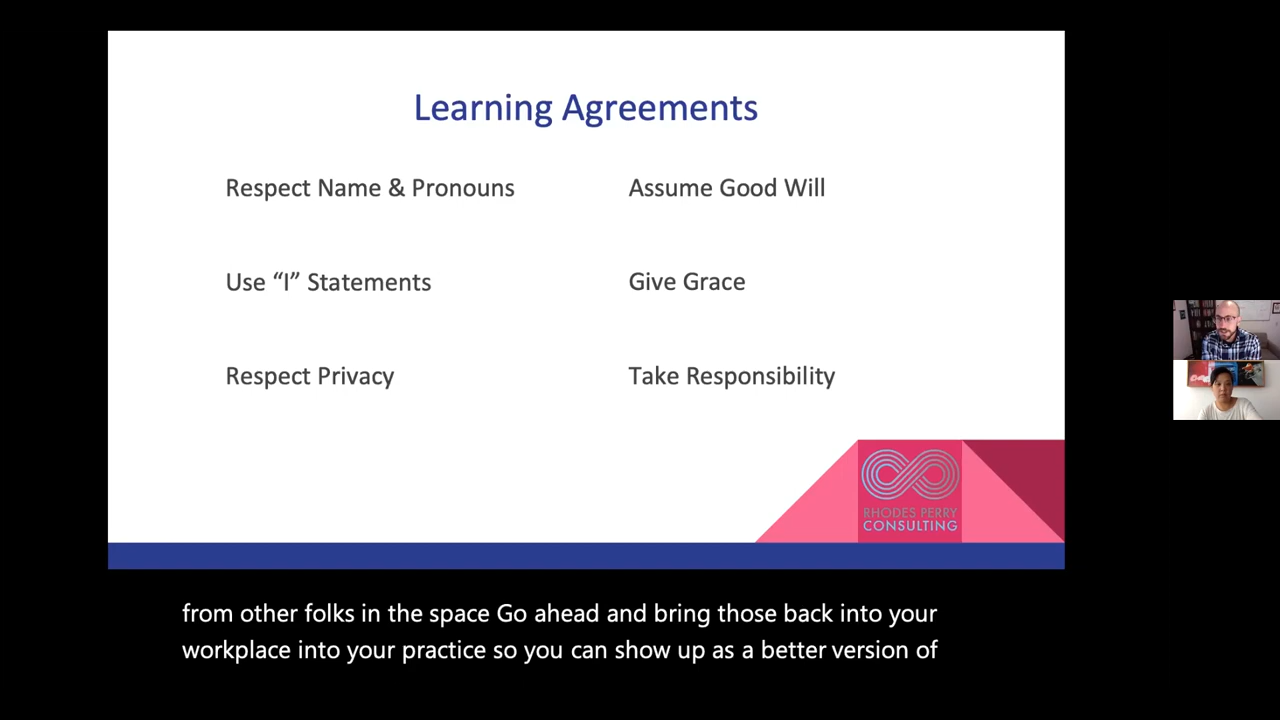 Learning Agreements
Respect Name & Pronouns
Assume Good Will
Use “I” Statements
Give Grace
Respect Privacy
Take Responsibility
RHODES PERRY
CONSULTING
from other folks in the space Go ahead and bring those back into your
workplace into your practice so you can show up as a better version of